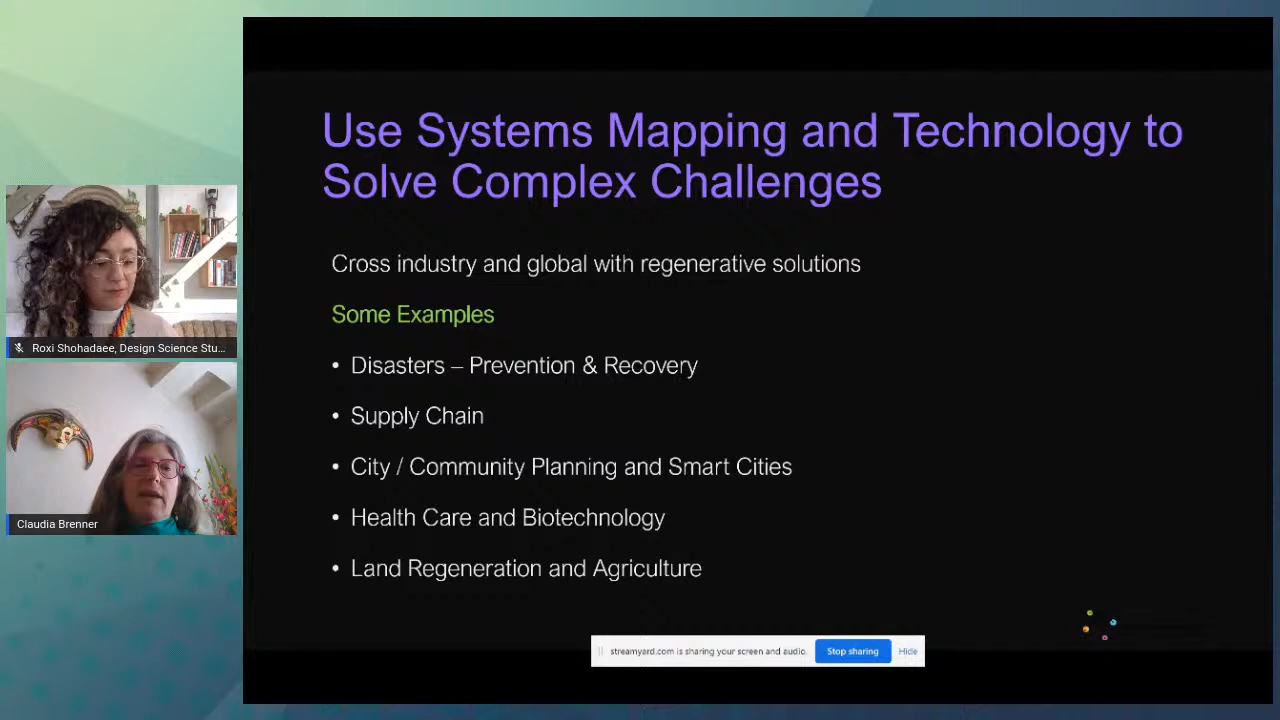 Use Systems Mapping and Technology to
Solve Complex Challenges
Cross industry and global with regenerative solutions
Some Examples
• Disasters – Prevention & Recovery
• Supply Chain
• City / Community Planning and Smart Cities
• Health Care and Biotechnology
• Land Regeneration and Agriculture
Roxi Shohadaee, Design Science Stu...
Claudia Brenner
streamyard.com is sharing your screen and audio. Stop sharing Hide